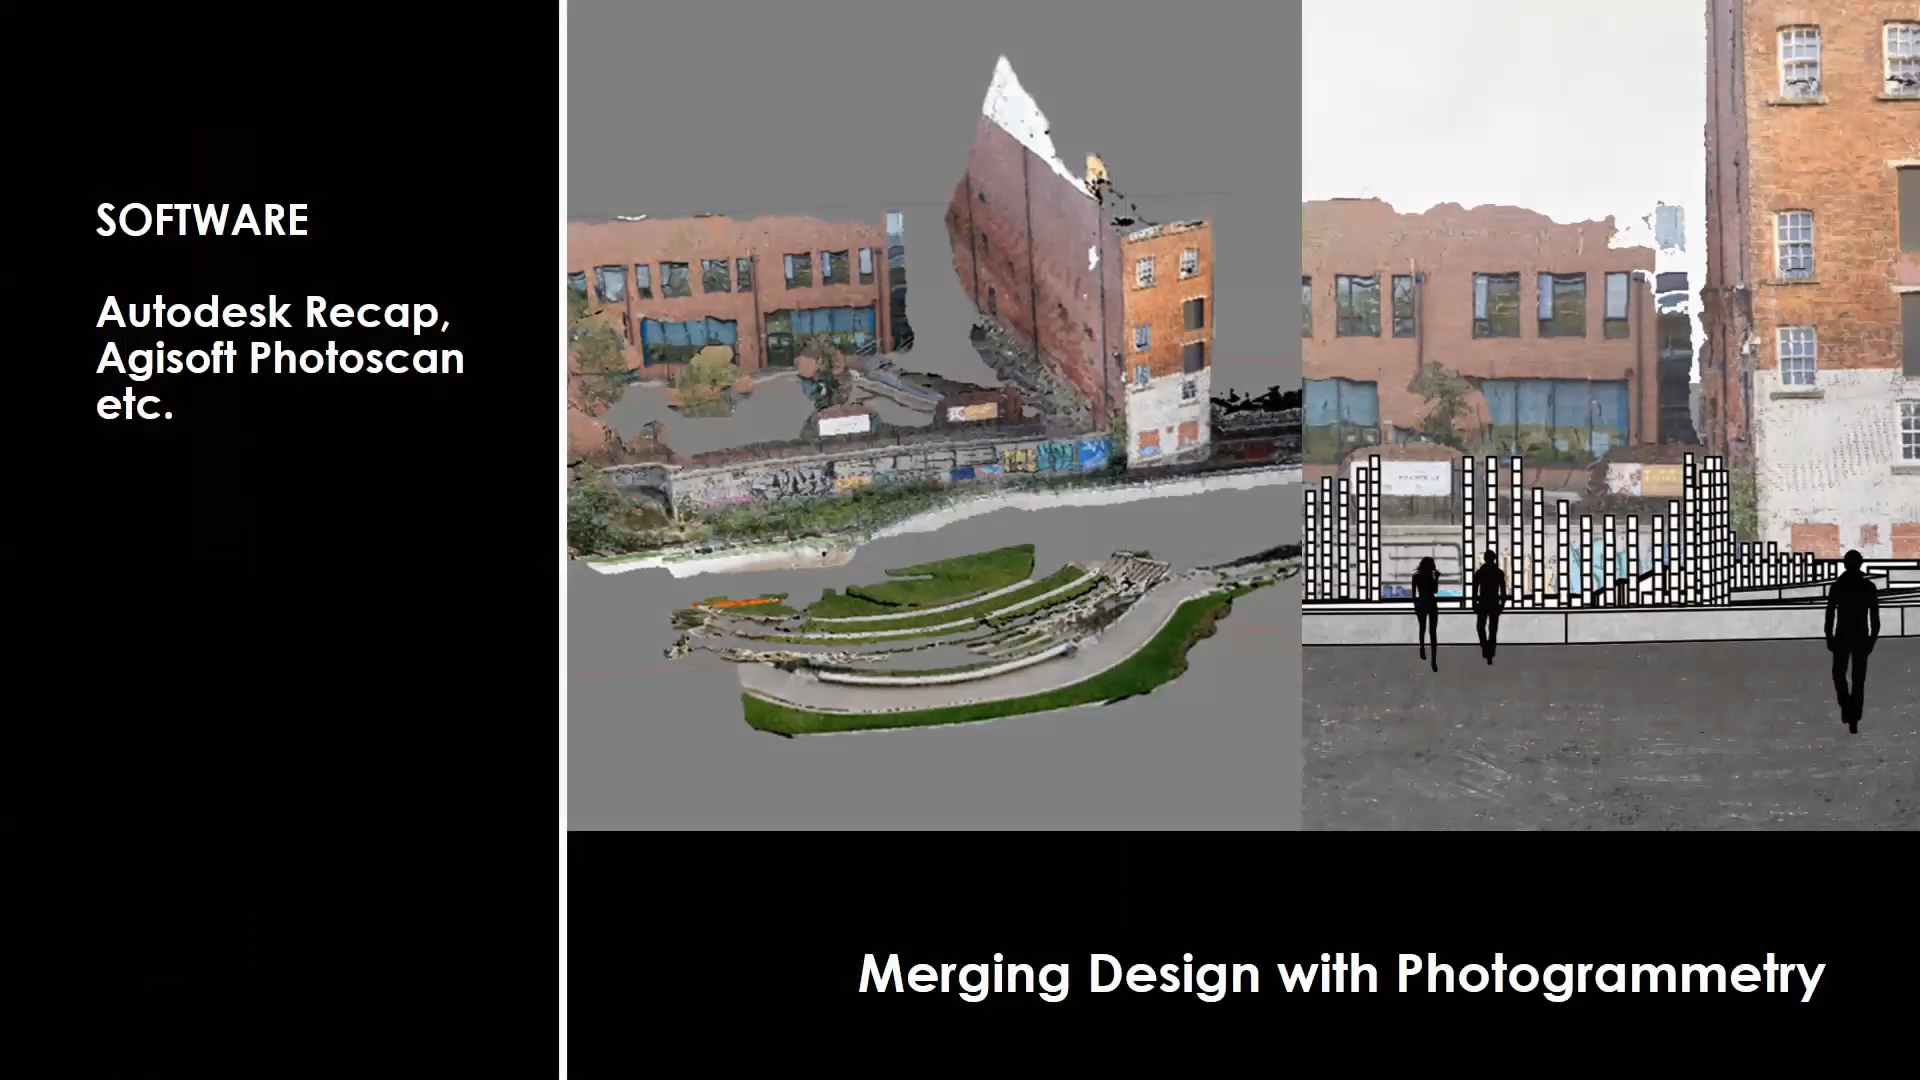 SOFTWARE
Autodesk Recap,
Agisoft Photoscan
etc.
Merging Design with Photogrammetry